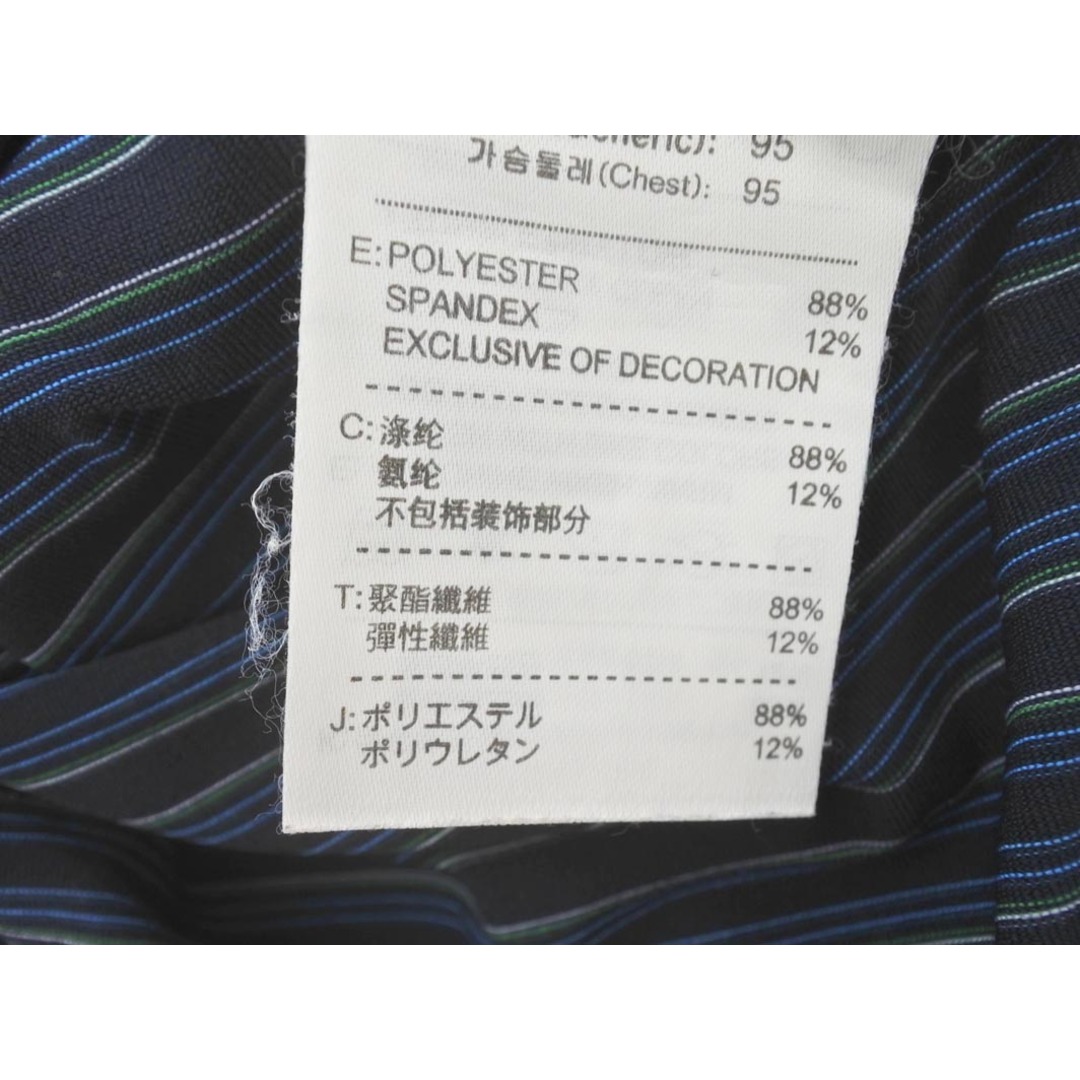 95
가슴둘레(Chest): 95
E: POLYESTER 88%
SPANDEX 12%
EXCLUSIVE OF DECORATION
C: 涤纶 88%
氨纶 12%
不包括装饰部分
T: 聚酯纖維 88%
彈性纖維 12%
J: ポリエステル 88%
ポリウレタン 12%